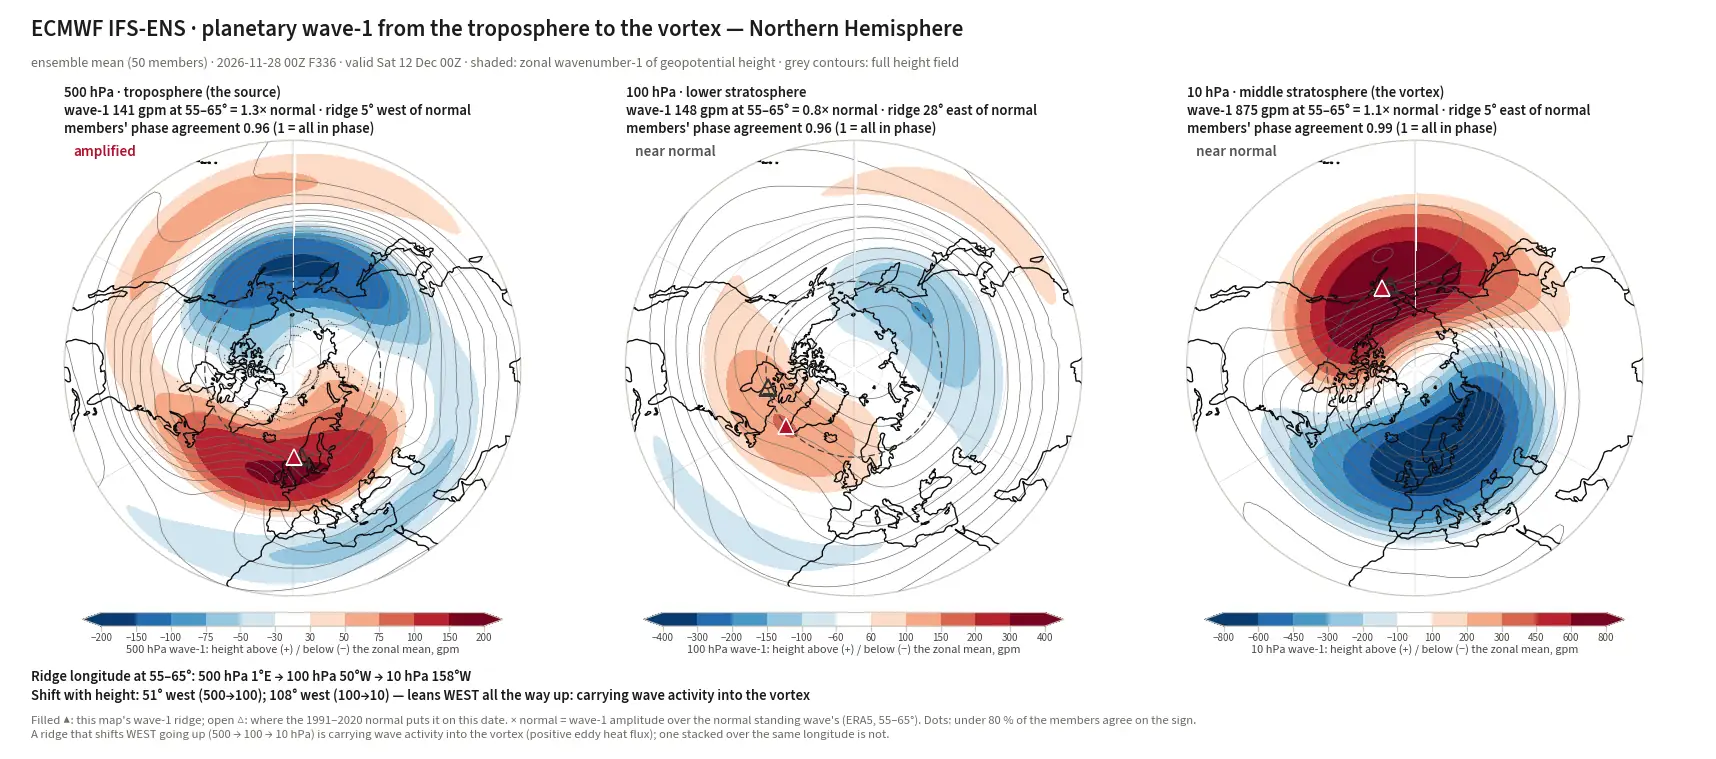 ECMWF IFS-ENS · planetary wave-1 from the troposphere to the vortex — Northern Hemisphere
ensemble mean (50 members) · 2026-11-28 00Z F336 · valid Sat 12 Dec 00Z · shaded: zonal wavenumber-1 of geopotential height · grey contours: full height field
500 hPa · troposphere (the source)
wave-1 141 gpm at 55–65° = 1.3× normal · ridge 5° west of normal
members' phase agreement 0.96 (1 = all in phase)
amplified
100 hPa · lower stratosphere
wave-1 148 gpm at 55–65° = 0.8× normal · ridge 28° east of normal
members' phase agreement 0.96 (1 = all in phase)
near normal
10 hPa · middle stratosphere (the vortex)
wave-1 875 gpm at 55–65° = 1.1× normal · ridge 5° east of normal
members' phase agreement 0.99 (1 = all in phase)
near normal
−200 −150 −100 −75 −50 −30 30 50 75 100 150 200
500 hPa wave-1: height above (+) / below (−) the zonal mean, gpm
−400 −300 −200 −150 −100 −60 60 100 150 200 300 400
100 hPa wave-1: height above (+) / below (−) the zonal mean, gpm
−800 −600 −450 −300 −200 −100 100 200 300 450 600 800
10 hPa wave-1: height above (+) / below (−) the zonal mean, gpm
Ridge longitude at 55–65°: 500 hPa 1°E → 100 hPa 50°W → 10 hPa 158°W
Shift with height: 51° west (500→100); 108° west (100→10) — leans WEST all the way up: carrying wave activity into the vortex
Filled ▲: this map's wave-1 ridge; open △: where the 1991–2020 normal puts it on this date. × normal = wave-1 amplitude over the normal standing wave's (ERA5, 55–65°). Dots: under 80 % of the members agree on the sign.
A ridge that shifts WEST going up (500 → 100 → 10 hPa) is carrying wave activity into the vortex (positive eddy heat flux); one stacked over the same longitude is not.